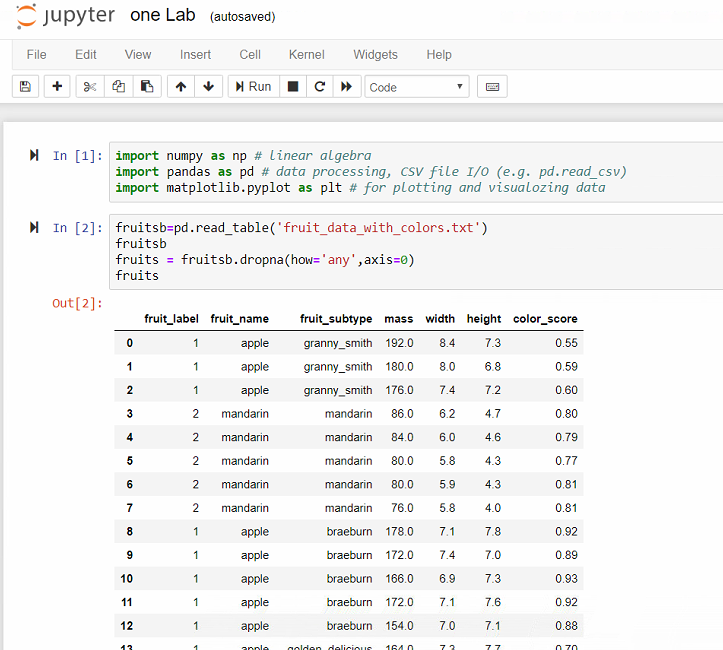 jupyter one Lab (autosaved)
File Edit View Insert Cell Kernel Widgets Help
Run Code
In [1]: import numpy as np # linear algebra
import pandas as pd # data processing, CSV file I/O (e.g. pd.read_csv)
import matplotlib.pyplot as plt # for plotting and visualozing data
In [2]: fruitsb=pd.read_table('fruit_data_with_colors.txt')
fruitsb
fruits = fruitsb.dropna(how='any',axis=0)
fruits
Out[2]:
fruit_label fruit_name fruit_subtype mass width height color_score
0 1 apple granny_smith 192.0 8.4 7.3 0.55
1 1 apple granny_smith 180.0 8.0 6.8 0.59
2 1 apple granny_smith 176.0 7.4 7.2 0.60
3 2 mandarin mandarin 86.0 6.2 4.7 0.80
4 2 mandarin mandarin 84.0 6.0 4.6 0.79
5 2 mandarin mandarin 80.0 5.8 4.3 0.77
6 2 mandarin mandarin 80.0 5.9 4.3 0.81
7 2 mandarin mandarin 76.0 5.8 4.0 0.81
8 1 apple braeburn 178.0 7.1 7.8 0.92
9 1 apple braeburn 172.0 7.4 7.0 0.89
10 1 apple braeburn 166.0 6.9 7.3 0.93
11 1 apple braeburn 172.0 7.1 7.6 0.92
12 1 apple braeburn 154.0 7.0 7.1 0.88
13 1 apple golden_delicious 164.0 7.3 7.7 0.70